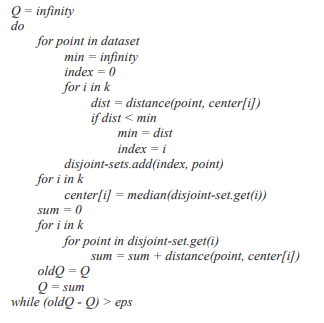 Q = infinity
do
for point in dataset
min = infinity
index = 0
for i in k
dist = distance(point, center[i])
if dist < min
min = dist
index = i
disjoint-sets.add(index, point)
for i in k
center[i] = median(disjoint-set.get(i))
sum = 0
for i in k
for point in disjoint-set.get(i)
sum = sum + distance(point, center[i])
oldQ = Q
Q = sum
while (oldQ - Q) > eps